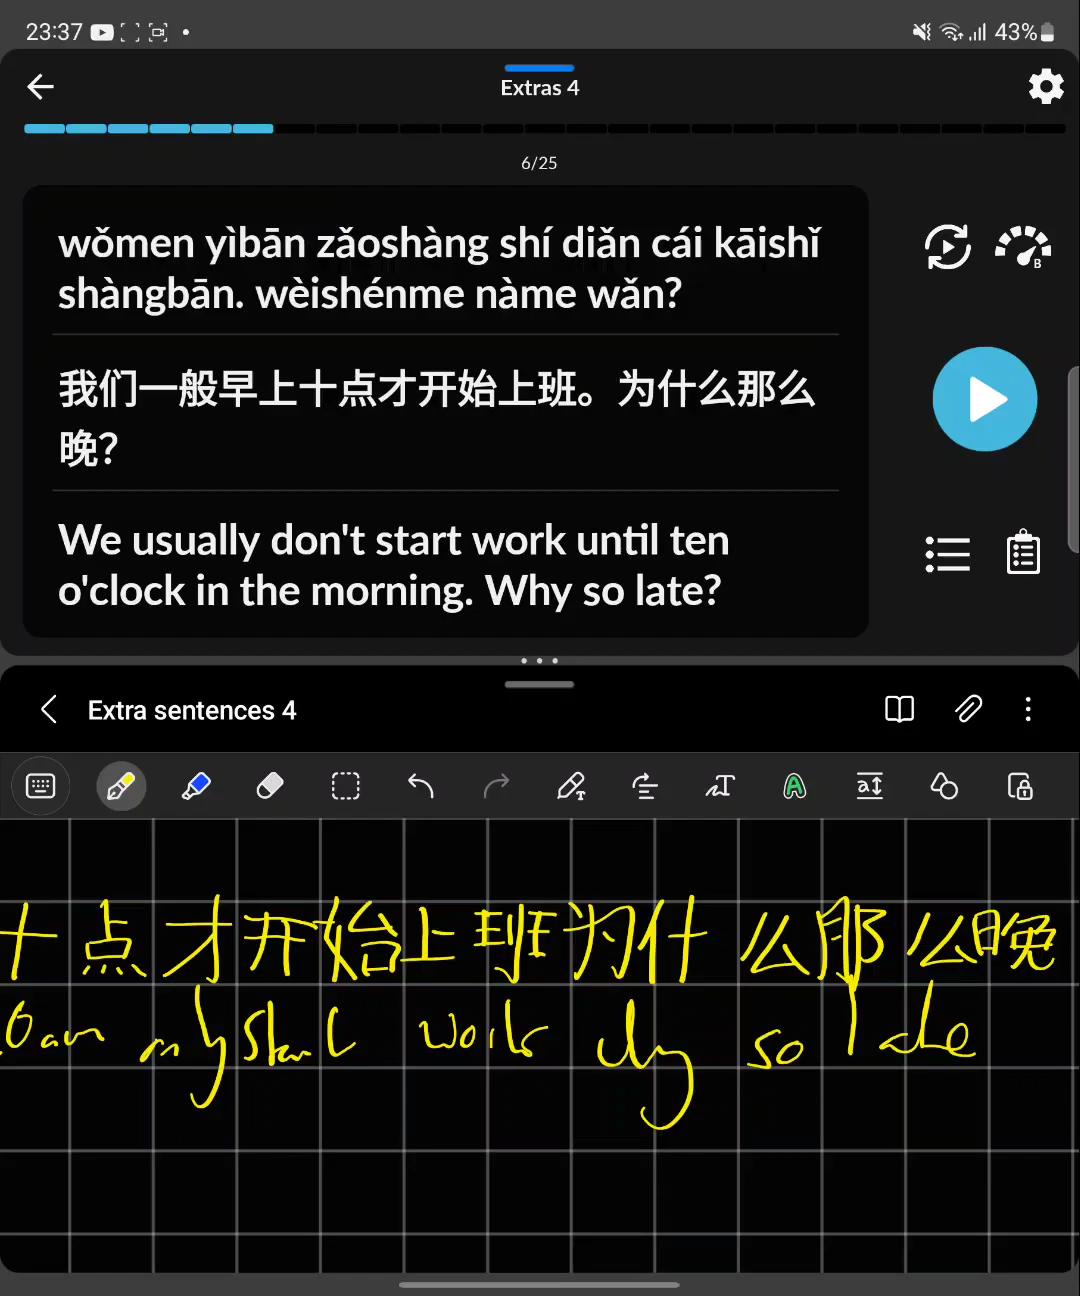 23:37
43%
Extras 4
6/25
wǒmen yìbān zǎoshàng shí diǎn cái kāishǐ
shàngbān. wèishénme nàme wǎn?
我们一般早上十点才开始上班。为什么那么
晚?
We usually don't start work until ten
o'clock in the morning. Why so late?
Extra sentences 4
十点才开始上班为什么那么晚
start work why so late